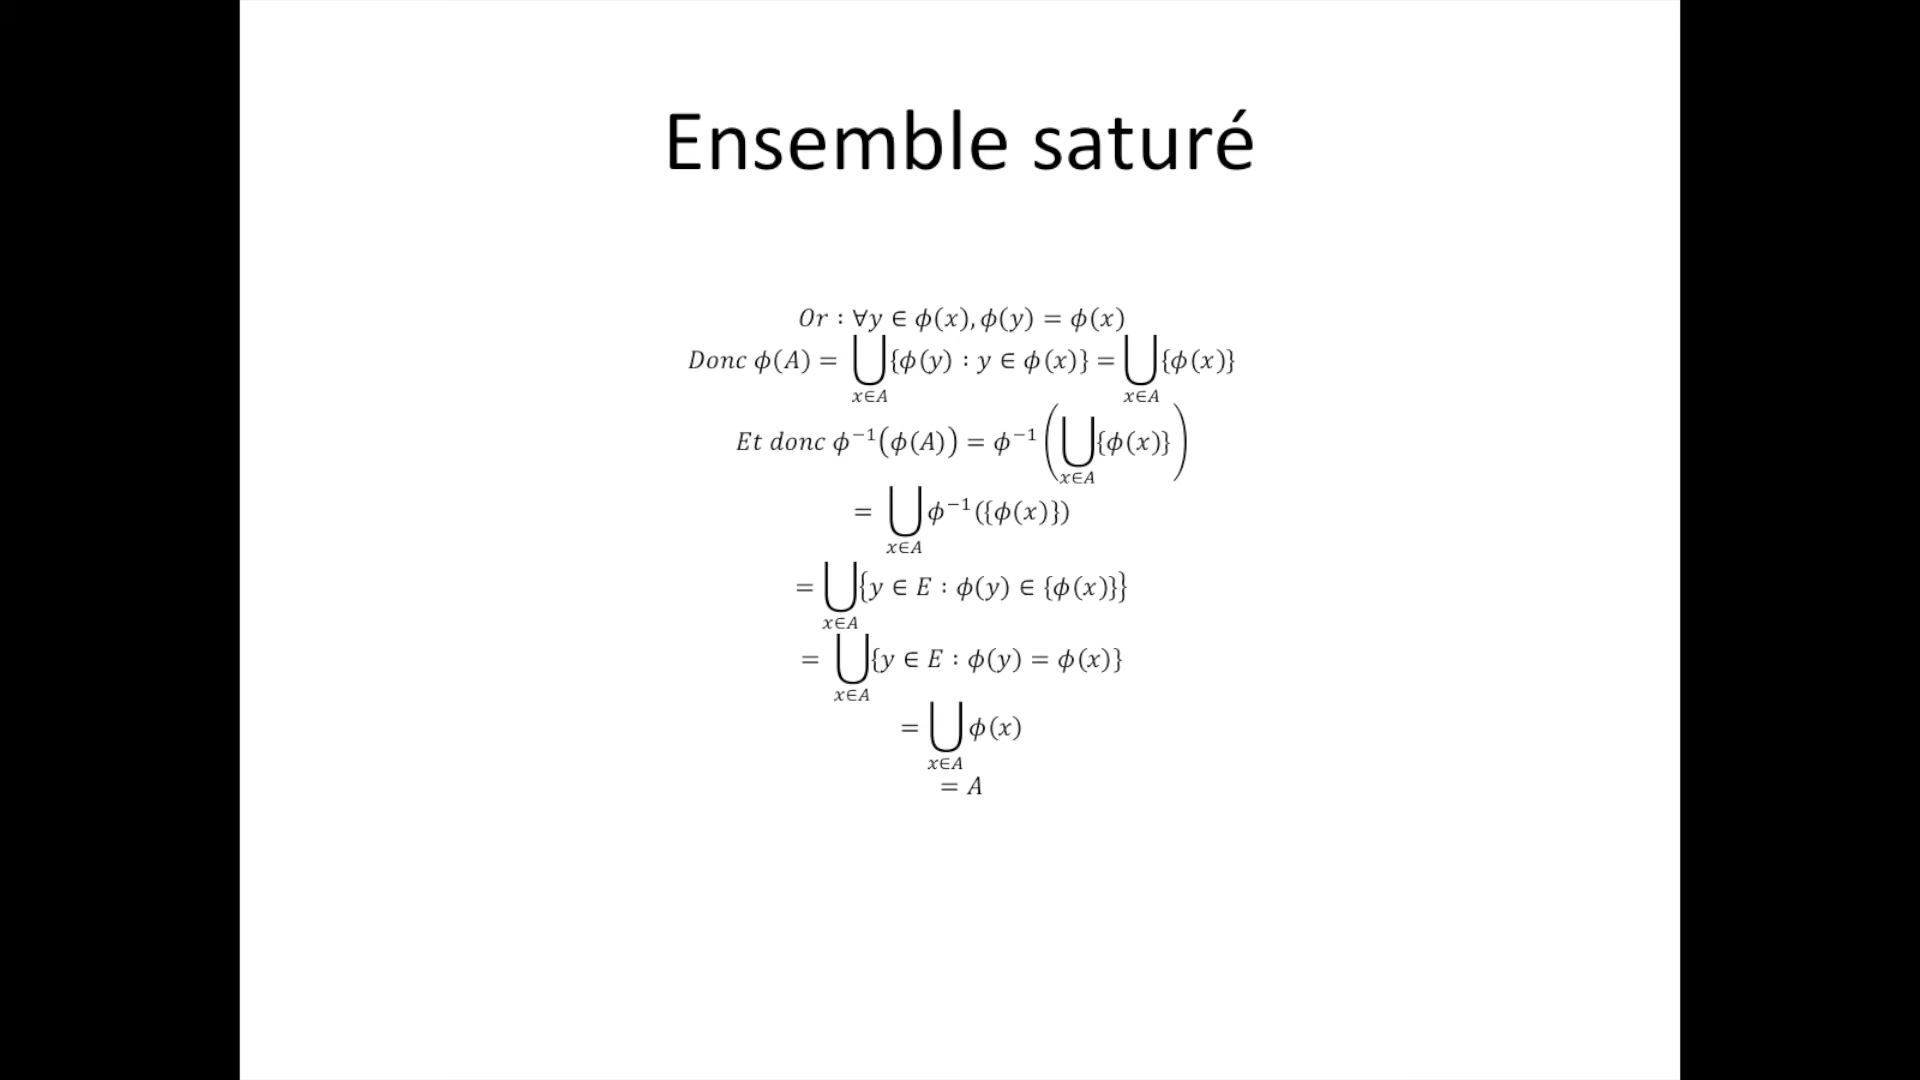 Ensemble saturé
Or : ∀y ∈ ϕ(x), ϕ(y) = ϕ(x)
Donc ϕ(A) = ⋃_{x∈A} {ϕ(y) : y ∈ ϕ(x)} = ⋃_{x∈A} {ϕ(x)}
Et donc ϕ⁻¹(ϕ(A)) = ϕ⁻¹(⋃_{x∈A} {ϕ(x)})
= ⋃_{x∈A} ϕ⁻¹({ϕ(x)})
= ⋃_{x∈A} {y ∈ E : ϕ(y) ∈ {ϕ(x)}}
= ⋃_{x∈A} {y ∈ E : ϕ(y) = ϕ(x)}
= ⋃_{x∈A} ϕ(x)
= A